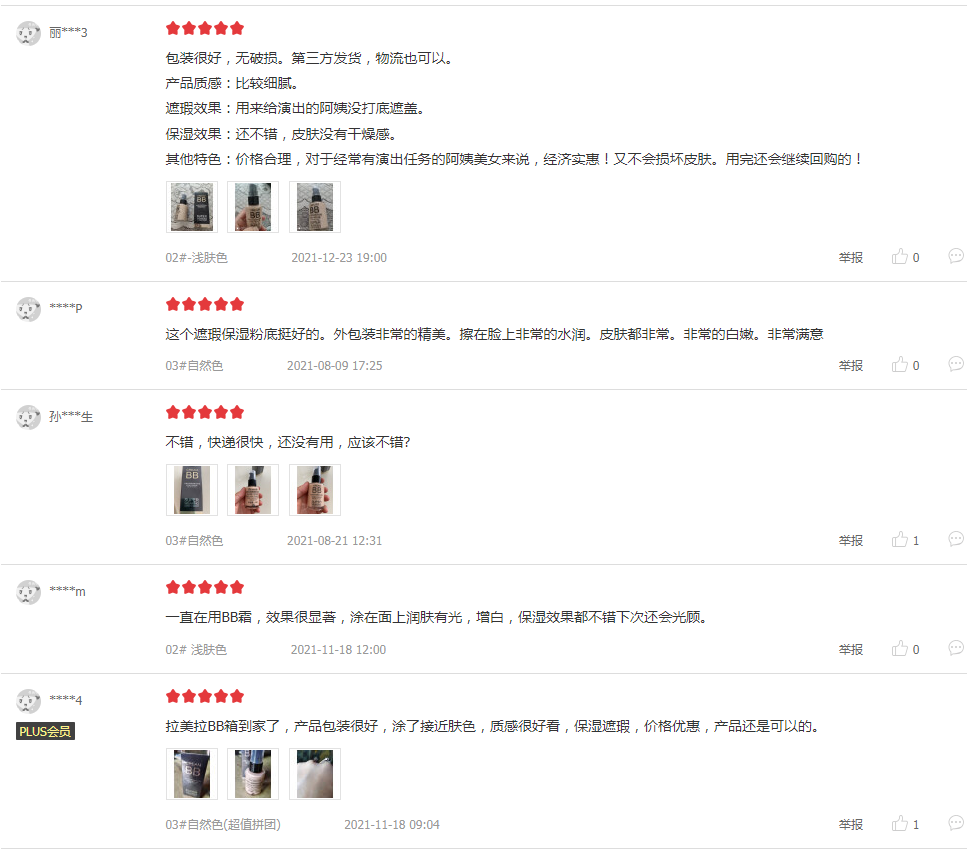 丽***3
包装很好，无破损。第三方发货，物流也可以。
产品质感：比较细腻。
遮瑕效果：用来给演出的阿姨没打底遮盖。
保湿效果：还不错，皮肤没有干燥感。
其他特色：价格合理，对于经常有演出任务的阿姨美女来说，经济实惠！又不会损坏皮肤。用完还会继续回购的！
BB
BB
BB
02#-浅肤色 2021-12-23 19:00 举报 0
****p
这个遮瑕保湿粉底挺好的。外包装非常的精美。擦在脸上非常的水润。皮肤都非常。非常的白嫩。非常满意
03#自然色 2021-08-09 17:25 举报 0
孙***生
不错，快递很快，还没有用，应该不错?
BB
BB
03#自然色 2021-08-21 12:31 举报 1
****m
一直在用BB霜，效果很显著，涂在面上润肤有光，增白，保湿效果都不错下次还会光顾。
02# 浅肤色 2021-11-18 12:00 举报 0
****4
PLUS会员
拉美拉BB箱到家了，产品包装很好，涂了接近肤色，质感很好看，保湿遮瑕，价格优惠，产品还是可以的。
BB
03#自然色(超值拼团) 2021-11-18 09:04 举报 1